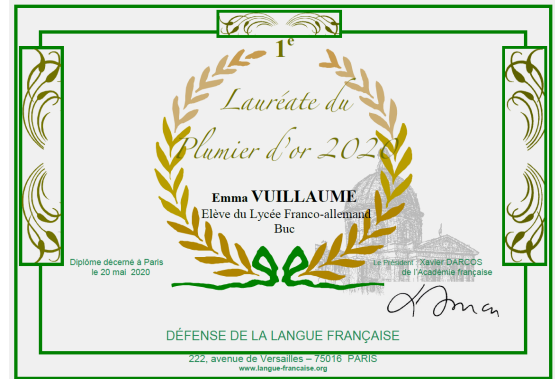 1e
Lauréate du
Plumier d'or 2020
Emma VUILLAUME
Elève du Lycée Franco-allemand
Buc
Diplôme décerné à Paris
le 20 mai 2020
Le Président : Xavier DARCOS
de l'Académie française
DÉFENSE DE LA LANGUE FRANÇAISE
222, avenue de Versailles – 75016 PARIS
www.langue-francaise.org